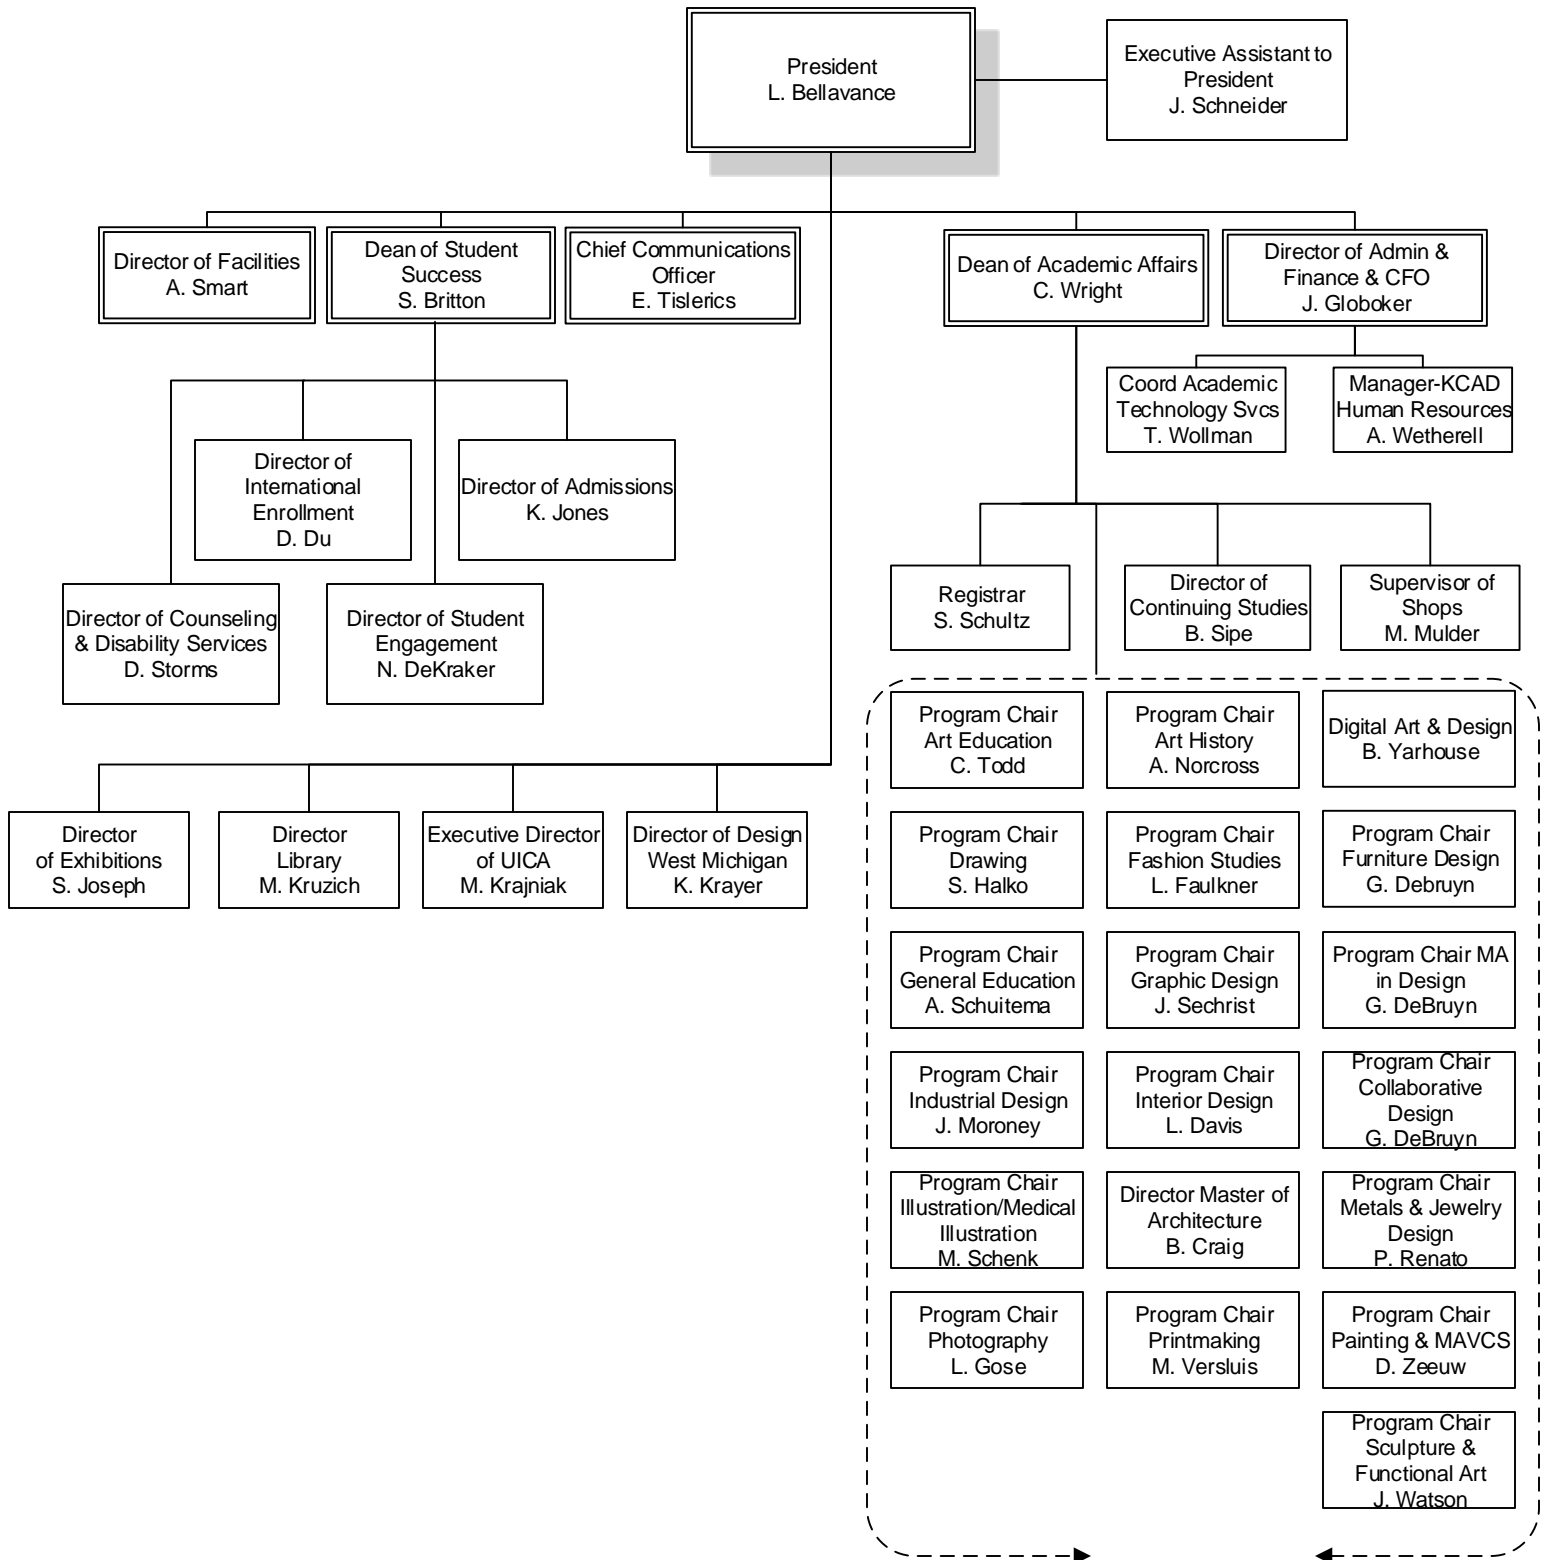 President
L. Bellavance
Executive Assistant to
President
J. Schneider
Director of Facilities
A. Smart
Dean of Student
Success
S. Britton
Chief Communications
Officer
E. Tislerics
Dean of Academic Affairs
C. Wright
Director of Admin &
Finance & CFO
J. Globoker
Coord Academic
Technology Svcs
T. Wollman
Manager-KCAD
Human Resources
A. Wetherell
Director of
International
Enrollment
D. Du
Director of Admissions
K. Jones
Director of Counseling
& Disability Services
D. Storms
Director of Student
Engagement
N. DeKraker
Registrar
S. Schultz
Director of
Continuing Studies
B. Sipe
Supervisor of
Shops
M. Mulder
Director
of Exhibitions
S. Joseph
Director
Library
M. Kruzich
Executive Director
of UICA
M. Krajniak
Director of Design
West Michigan
K. Krayer
Program Chair
Art Education
C. Todd
Program Chair
Art History
A. Norcross
Digital Art & Design
B. Yarhouse
Program Chair
Drawing
S. Halko
Program Chair
Fashion Studies
L. Faulkner
Program Chair
Furniture Design
G. Debruyn
Program Chair
General Education
A. Schuitema
Program Chair
Graphic Design
J. Sechrist
Program Chair MA
in Design
G. DeBruyn
Program Chair
Industrial Design
J. Moroney
Program Chair
Interior Design
L. Davis
Program Chair
Collaborative
Design
G. DeBruyn
Program Chair
Illustration/Medical
Illustration
M. Schenk
Director Master of
Architecture
B. Craig
Program Chair
Metals & Jewelry
Design
P. Renato
Program Chair
Photography
L. Gose
Program Chair
Printmaking
M. Versluis
Program Chair
Painting & MAVCS
D. Zeeuw
Program Chair
Sculpture &
Functional Art
J. Watson